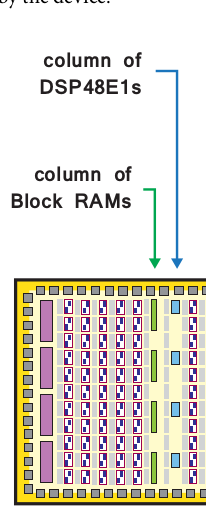 by the device.
column of
DSP48E1s
column of
Block RAMs